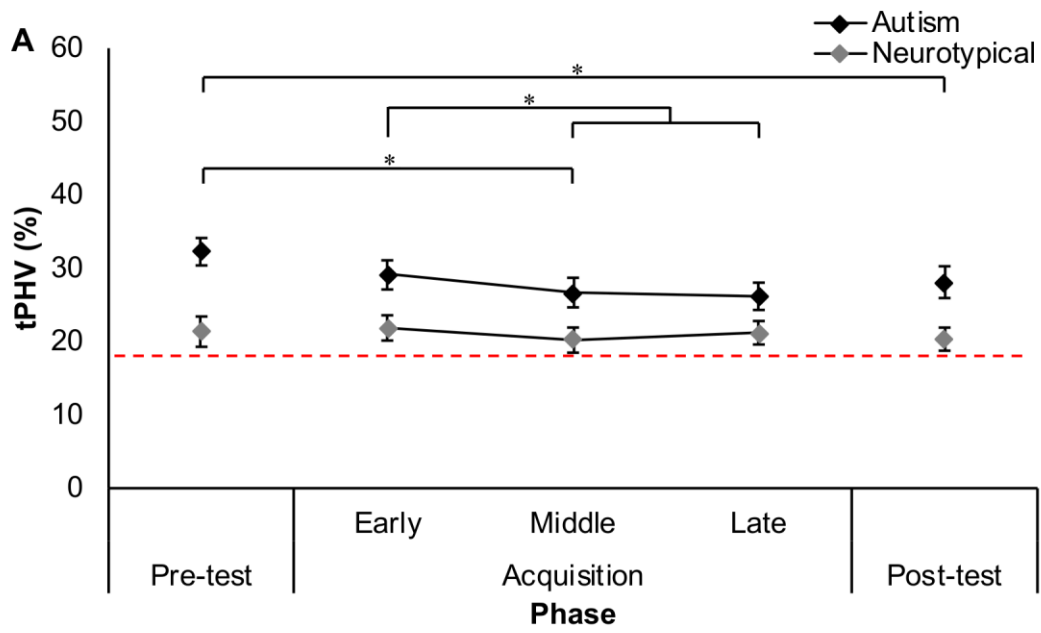 A
Autism
Neurotypical
60
50
40
30
20
10
0
tPHV (%)
*
*
*
Early Middle Late
Pre-test Acquisition Post-test
Phase